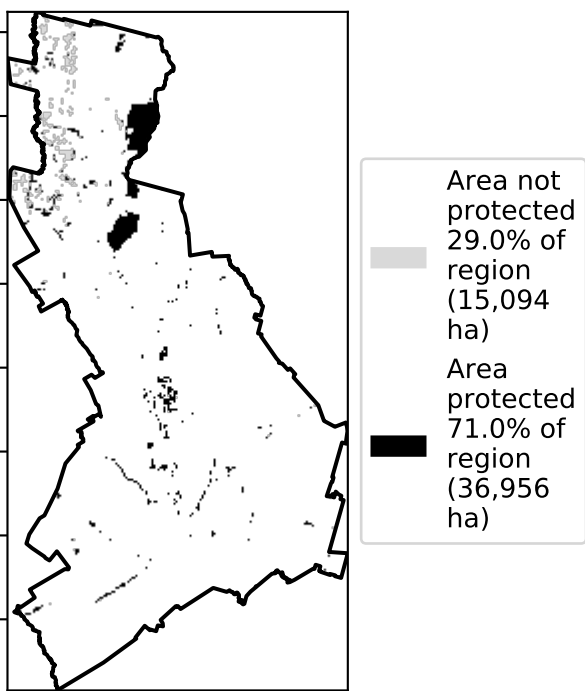 Area not
protected
29.0% of
region
(15,094
ha)
Area
protected
71.0% of
region
(36,956
ha)